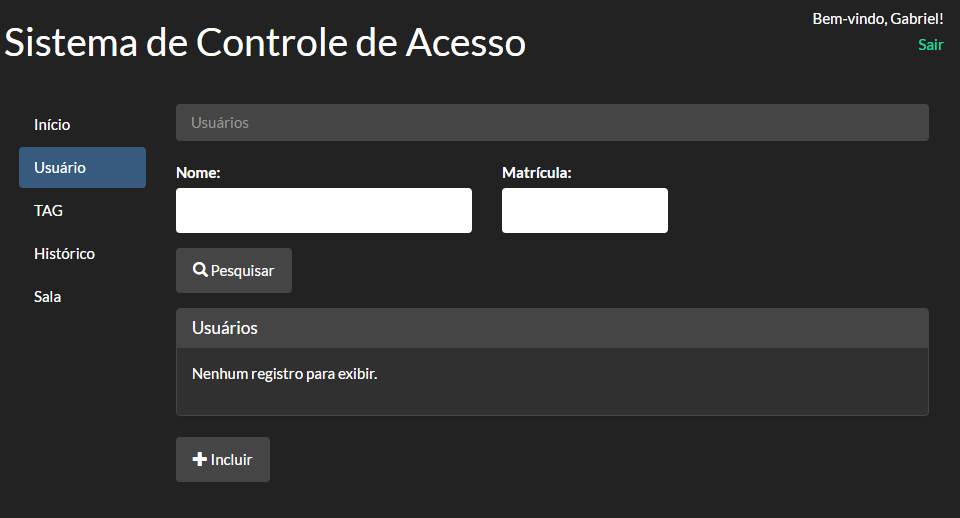 Bem-vindo, Gabriel!
Sistema de Controle de Acesso
Sair
Início
Usuário
TAG
Histórico
Sala
Usuários
Nome:
Matrícula:
Pesquisar
Usuários
Nenhum registro para exibir.
Incluir